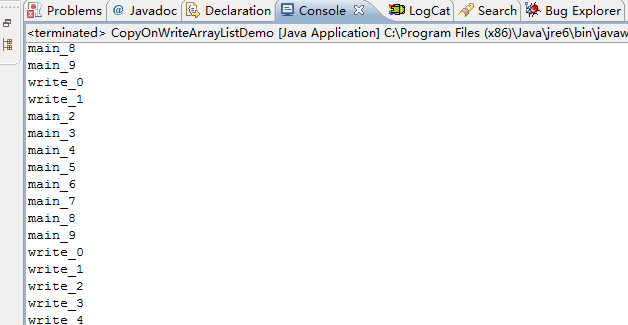 Problems @ Javadoc Declaration Console LogCat Search Bug Explorer
<terminated> CopyOnWriteArrayListDemo [Java Application] C:\Program Files (x86)\Java\jre6\bin\javaw
main_8
main_9
write_0
write_1
main_2
main_3
main_4
main_5
main_6
main_7
main_8
main_9
write_0
write_1
write_2
write_3
write_4